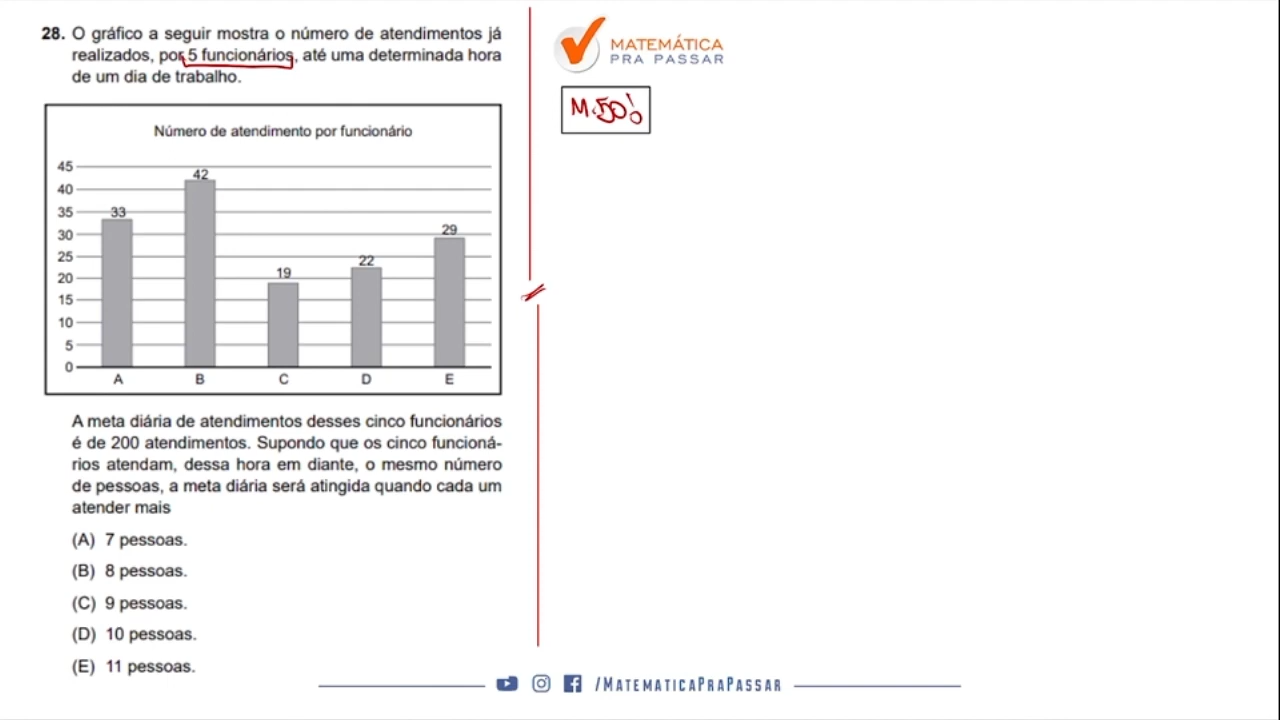 28. O gráfico a seguir mostra o número de atendimentos já
realizados, por 5 funcionários, até uma determinada hora
de um dia de trabalho.
Número de atendimento por funcionário
45
40
35
30
25
20
15
10
5
0
33
42
19
22
29
A B C D E
A meta diária de atendimentos desses cinco funcionários
é de 200 atendimentos. Supondo que os cinco funcioná-
rios atendam, dessa hora em diante, o mesmo número
de pessoas, a meta diária será atingida quando cada um
atender mais
(A) 7 pessoas.
(B) 8 pessoas.
(C) 9 pessoas.
(D) 10 pessoas.
(E) 11 pessoas.
MATEMÁTICA
PRA PASSAR
M.50!
/MATEMATICAPRAPASSAR